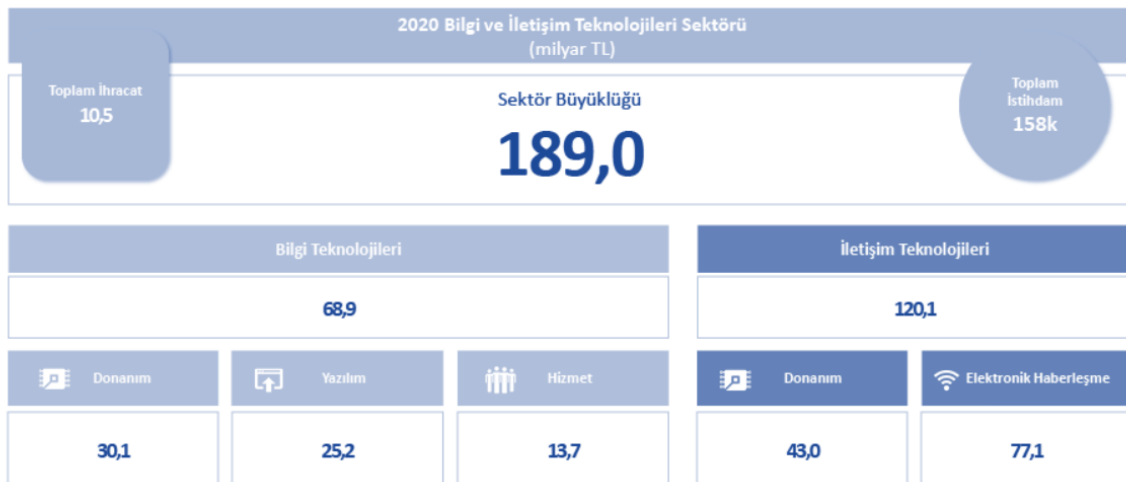 2020 Bilgi ve İletişim Teknolojileri Sektörü
(milyar TL)
Toplam İhracat
10,5
Sektör Büyüklüğü
189,0
Toplam
İstihdam
158k
Bilgi Teknolojileri
İletişim Teknolojileri
68,9
120,1
Donanım
Yazılım
Hizmet
Donanım
Elektronik Haberleşme
30,1
25,2
13,7
43,0
77,1